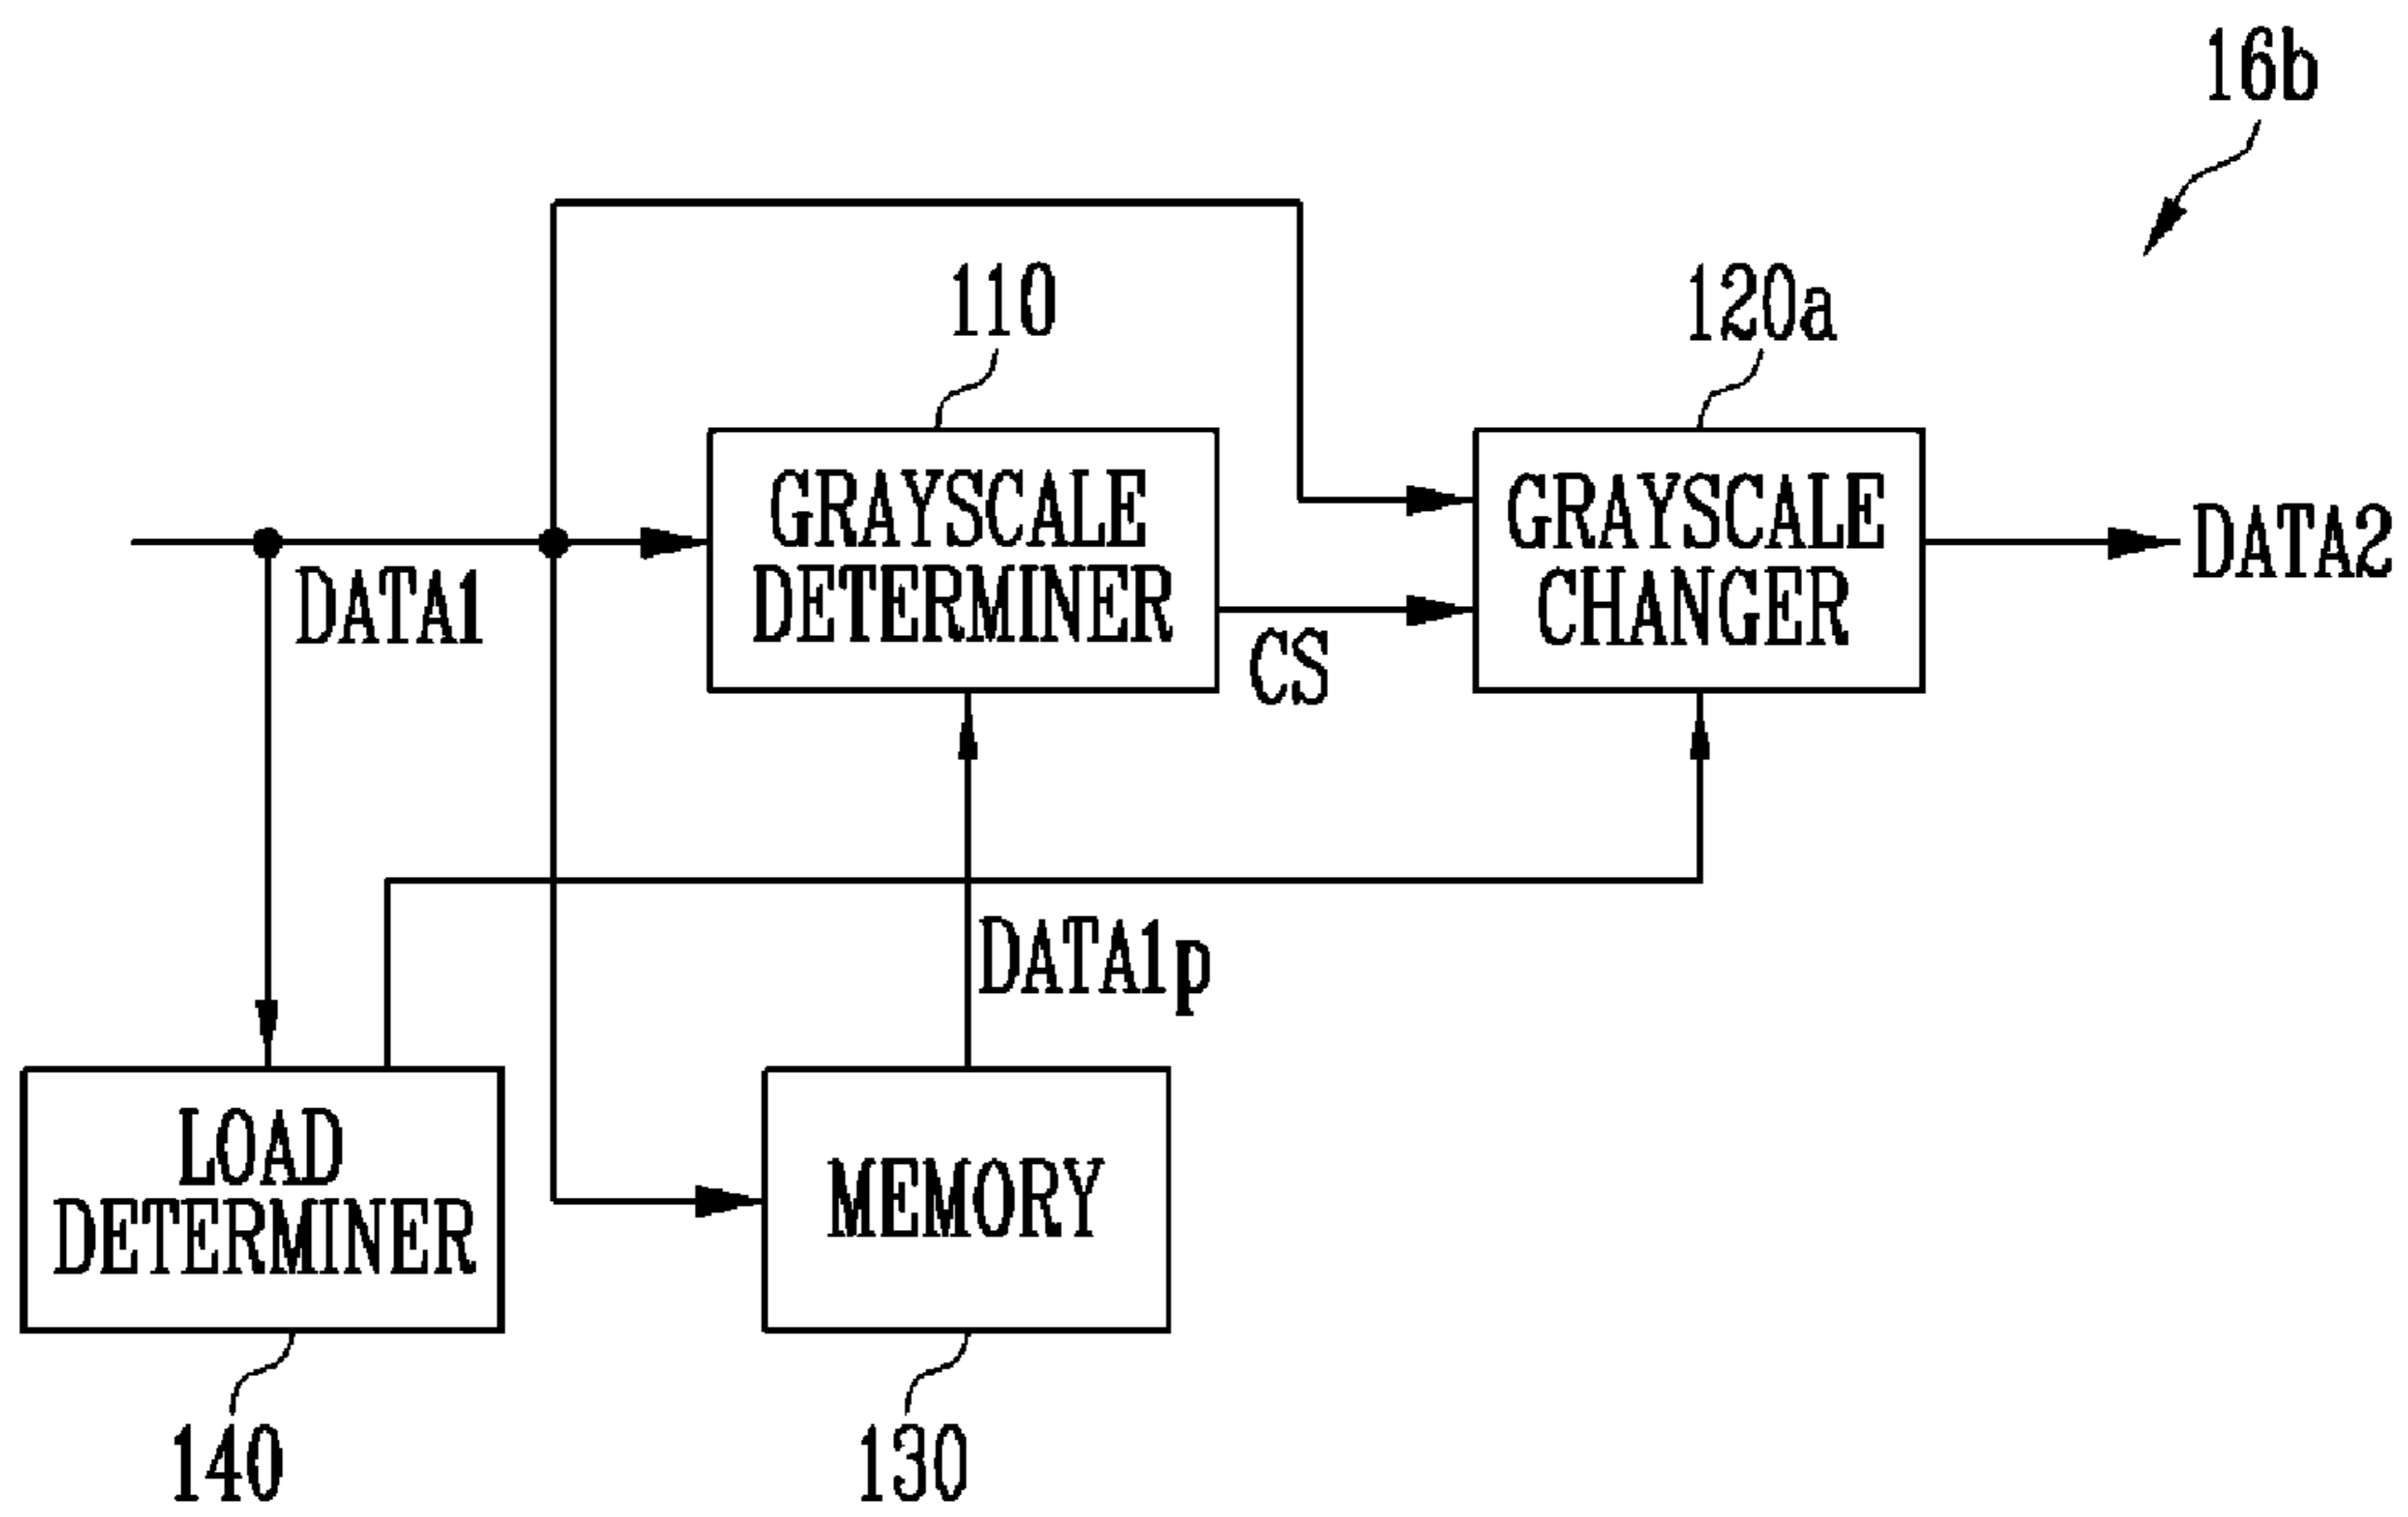 16b
110
120a
GRAYSCALE
DETERMINER
GRAYSCALE
CHANGER
DATA1
CS
DATA2
DATA1p
LOAD
DETERMINER
MEMORY
140
130